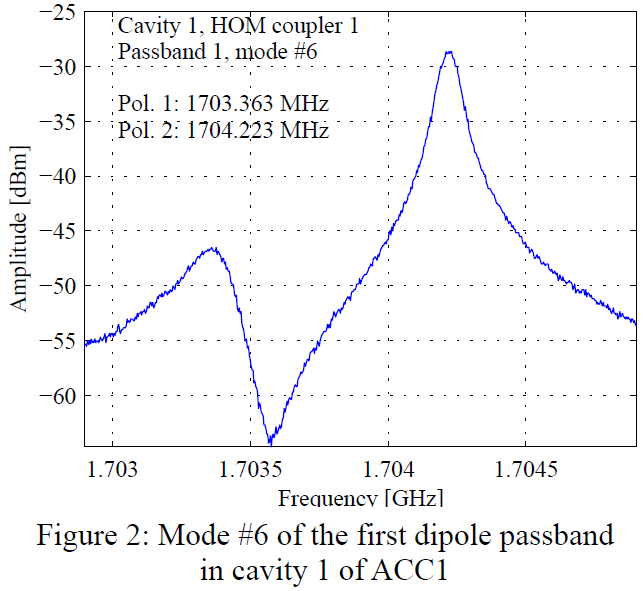 Cavity 1, HOM coupler 1
Passband 1, mode #6
Pol. 1: 1703.363 MHz
Pol. 2: 1704.223 MHz
Amplitude [dBm]
−25
−30
−35
−40
−45
−50
−55
−60
1.703 1.7035 1.704 1.7045
Frequency [GHz]
Figure 2: Mode #6 of the first dipole passband
in cavity 1 of ACC1